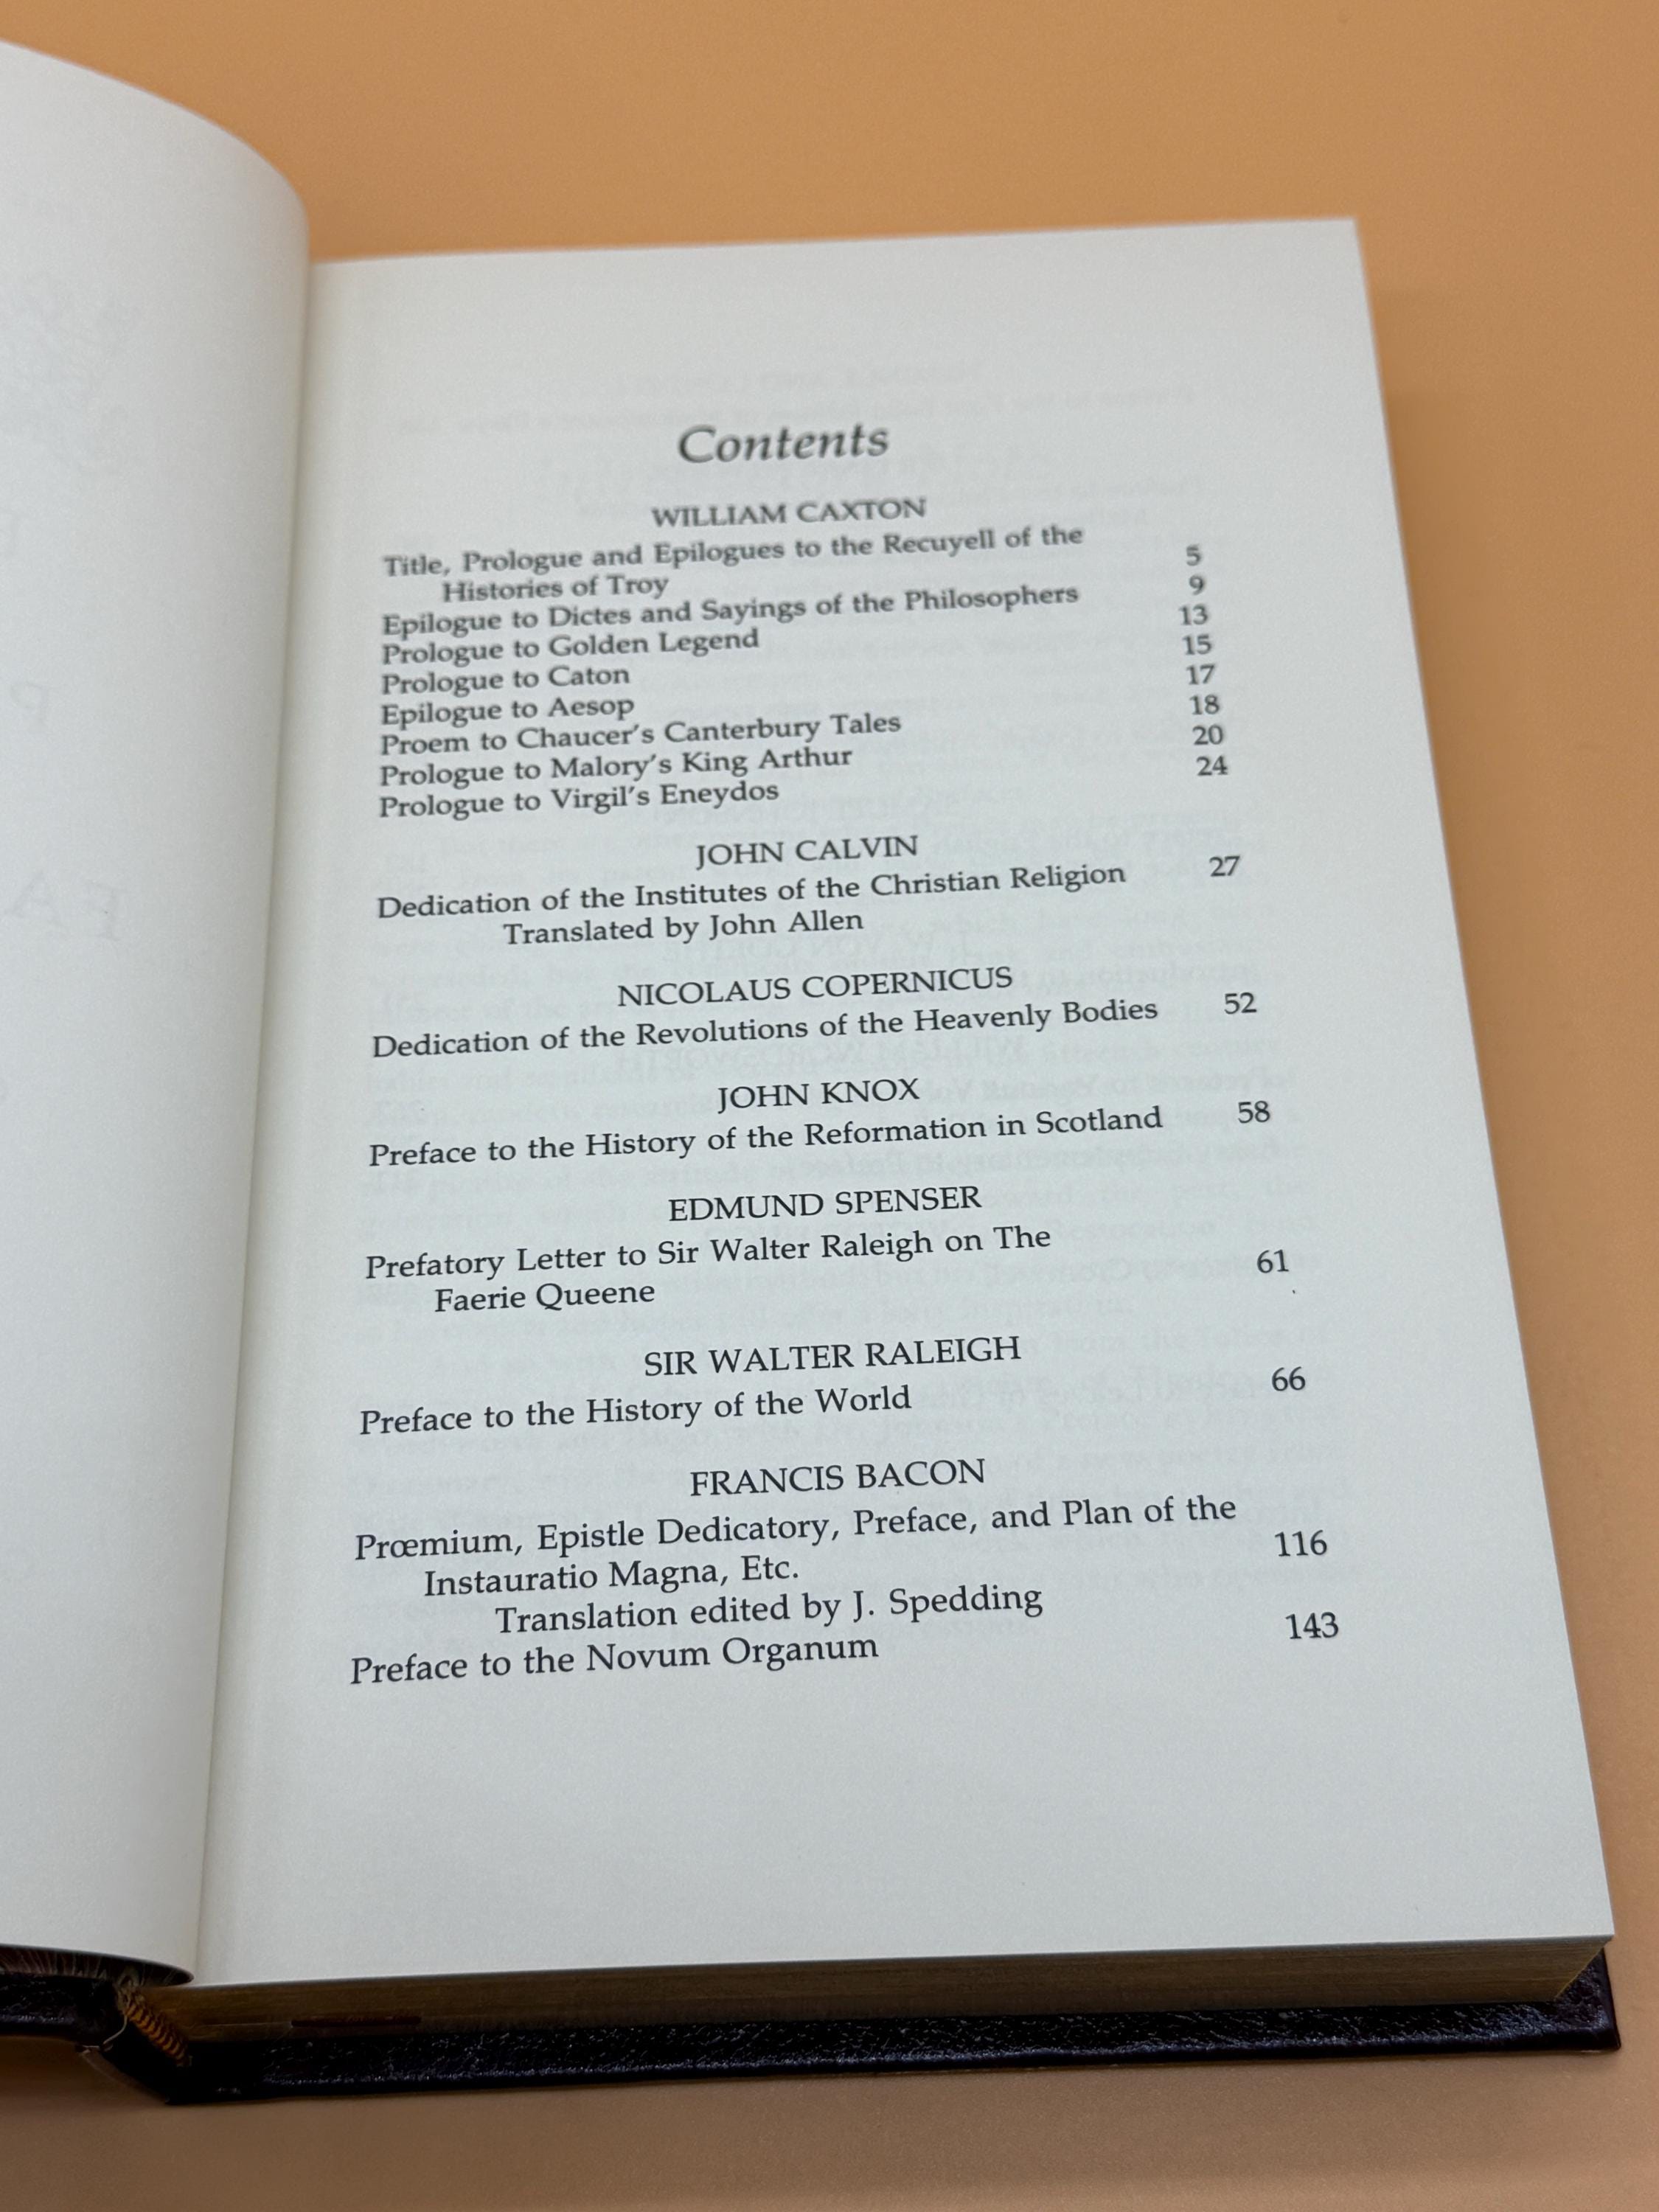 Contents
WILLIAM CAXTON
Title, Prologue and Epilogues to the Recuyell of the
Histories of Troy 5
Epilogue to Dictes and Sayings of the Philosophers 9
Prologue to Golden Legend 13
Prologue to Caton 15
Epilogue to Aesop 17
Proem to Chaucer's Canterbury Tales 18
Prologue to Malory's King Arthur 20
Prologue to Virgil's Eneydos 24
JOHN CALVIN
Dedication of the Institutes of the Christian Religion 27
Translated by John Allen
NICOLAUS COPERNICUS
Dedication of the Revolutions of the Heavenly Bodies 52
JOHN KNOX
Preface to the History of the Reformation in Scotland 58
EDMUND SPENSER
Prefatory Letter to Sir Walter Raleigh on The
Faerie Queene 61
SIR WALTER RALEIGH
Preface to the History of the World 66
FRANCIS BACON
Prœmium, Epistle Dedicatory, Preface, and Plan of the
Instauratio Magna, Etc. 116
Translation edited by J. Spedding
Preface to the Novum Organum 143